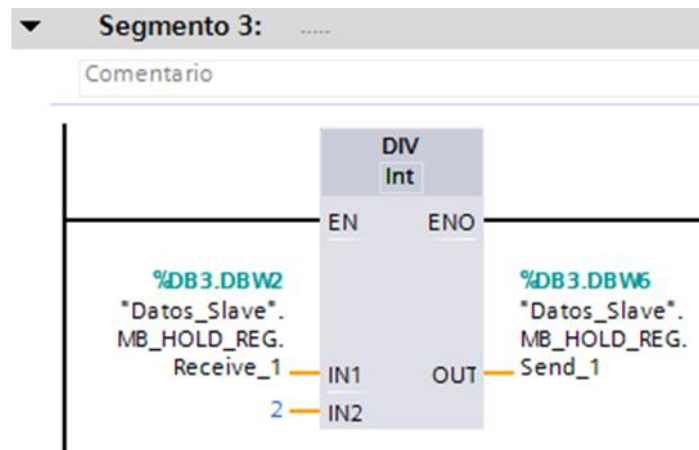 Segmento 3: .....
Comentario
DIV
Int
EN ENO
%DB3.DBW2
"Datos_Slave".
MB_HOLD_REG.
Receive_1
IN1
2
IN2
OUT
%DB3.DBW6
"Datos_Slave".
MB_HOLD_REG.
Send_1